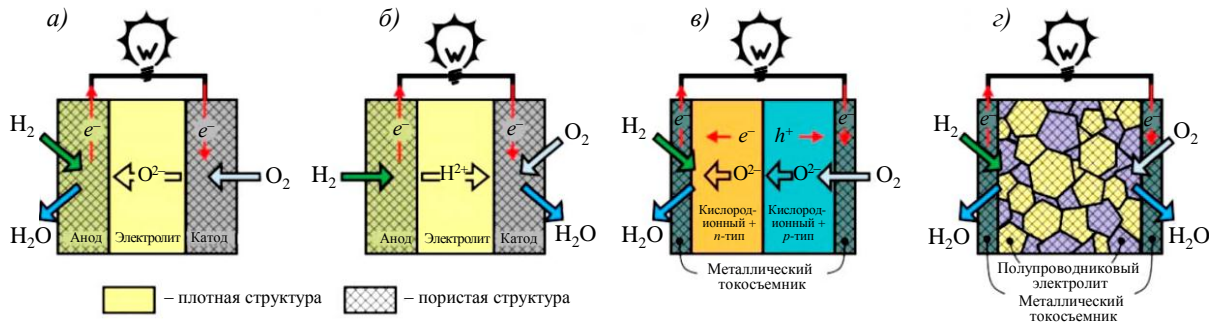 а)
б)
в)
г)
e⁻
e⁻
H₂
O²⁻
O₂
H₂O
Анод
Электролит
Катод
e⁻
e⁻
H₂
H²⁺
O₂
H₂O
Анод
Электролит
Катод
e⁻
e⁻
h⁺
e⁻
H₂
O²⁻
O²⁻
O₂
H₂O
Кислород-
ионный +
n-тип
Кислород-
ионный +
p-тип
Металлический
токосъемник
e⁻
e⁻
H₂
O₂
H₂O
H₂O
Полупроводниковый
электролит
Металлический
токосъемник
– плотная структура
– пористая структура